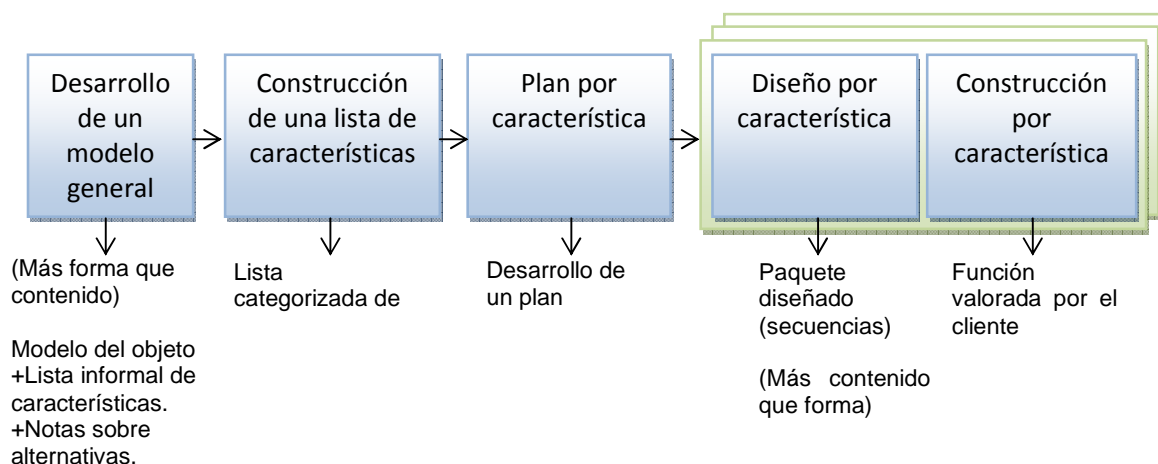 Desarrollo
de un
modelo
general
Construcción
de una lista de
características
Plan por
característica
Diseño por
característica
Construcción
por
característica
(Más forma que
contenido)
Modelo del objeto
+Lista informal de
características.
+Notas sobre
alternativas.
Lista
categorizada de
Desarrollo de
un plan
Paquete
diseñado
(secuencias)
(Más contenido
que forma)
Función
valorada por el
cliente